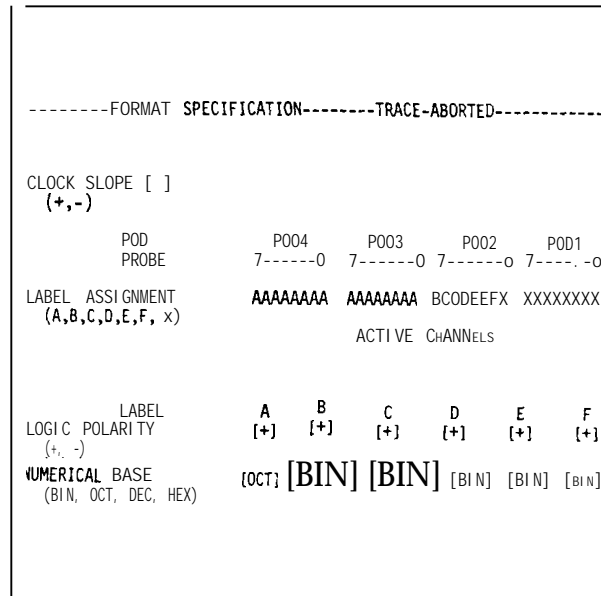 --------FORMAT SPECIFICATION--------TRACE-ABORTED------------
CLOCK SLOPE [ ]
(+,-)
POD P004 P003 P002 P0D1
PROBE 7------0 7------0 7------o 7----.-o
LABEL ASSIGNMENT AAAAAAAA AAAAAAAA BCODEEFX XXXXXXXX
(A,B,C,D,E,F, x)
ACTIVE CHANNELS
LABEL A B C D E F
LOGIC POLARITY [+] [+] [+] [+] [+] [+]
(+, -)
NUMERICAL BASE [OCT] [BIN] [BIN] [BIN] [BIN] [BIN]
(BIN, OCT, DEC, HEX)